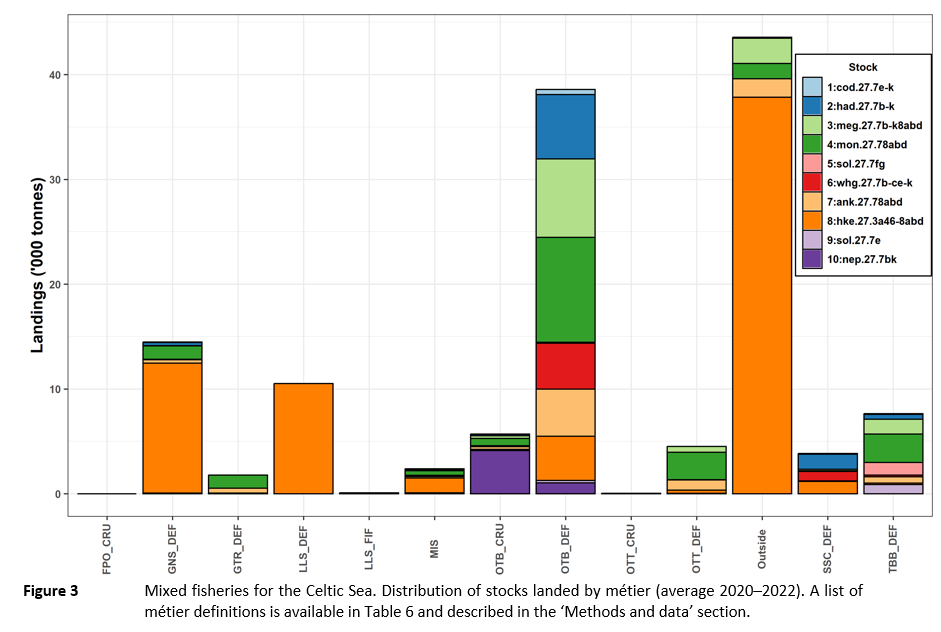 Landings ('000 tonnes)
40
30
20
10
0
Stock
1:cod.27.7e-k
2:had.27.7b-k
3:meg.27.7b-k8abd
4:mon.27.78abd
5:sol.27.7fg
6:whg.27.7b-ce-k
7:ank.27.78abd
8:hke.27.3a46-8abd
9:sol.27.7e
10:nep.27.7bk
FPO_CRU
GNS_DEF
GTR_DEF
LLS_DEF
LLS_FIF
MIS
OTB_CRU
OTB_DEF
OTT_CRU
OTT_DEF
Outside
SSC_DEF
TBB_DEF
Figure 3 Mixed fisheries for the Celtic Sea. Distribution of stocks landed by métier (average 2020–2022). A list of
métier definitions is available in Table 6 and described in the ‘Methods and data’ section.